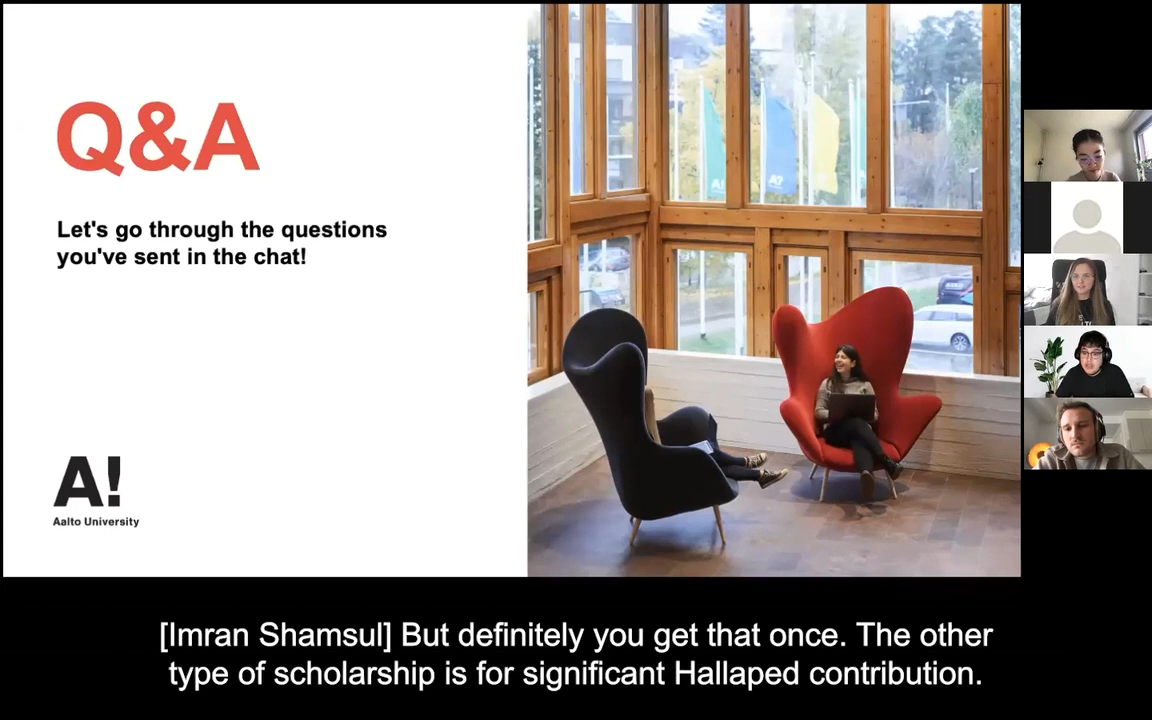 Q&A
Let's go through the questions
you've sent in the chat!
A!
Aalto University
A!
A?
[Imran Shamsul] But definitely you get that once. The other
type of scholarship is for significant Hallaped contribution.